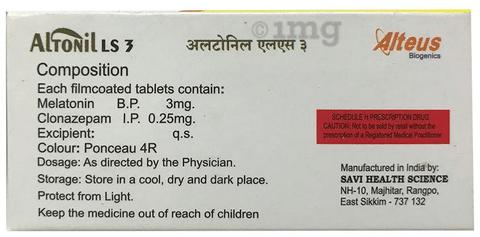 ALTONIL LS 3
अलटोनिल एलएस ३
Alteus
Biogenics
©1mg
Composition
Each filmcoated tablets contain:
Melatonin B.P. 3mg.
Clonazepam I.P. 0.25mg.
Excipient: q.s.
Colour: Ponceau 4R
Dosage: As directed by the Physician.
Storage: Store in a cool, dry and dark place.
Protect from Light.
Keep the medicine out of reach of children
SCHEDULE H PRESCRIPTION DRUG
CAUTION: Not to be sold by retail without the
prescription of a Registered Medical Practitioner.
Manufactured in India by:
SAVI HEALTH SCIENCE
NH-10, Majhitar, Rangpo,
East Sikkim - 737 132